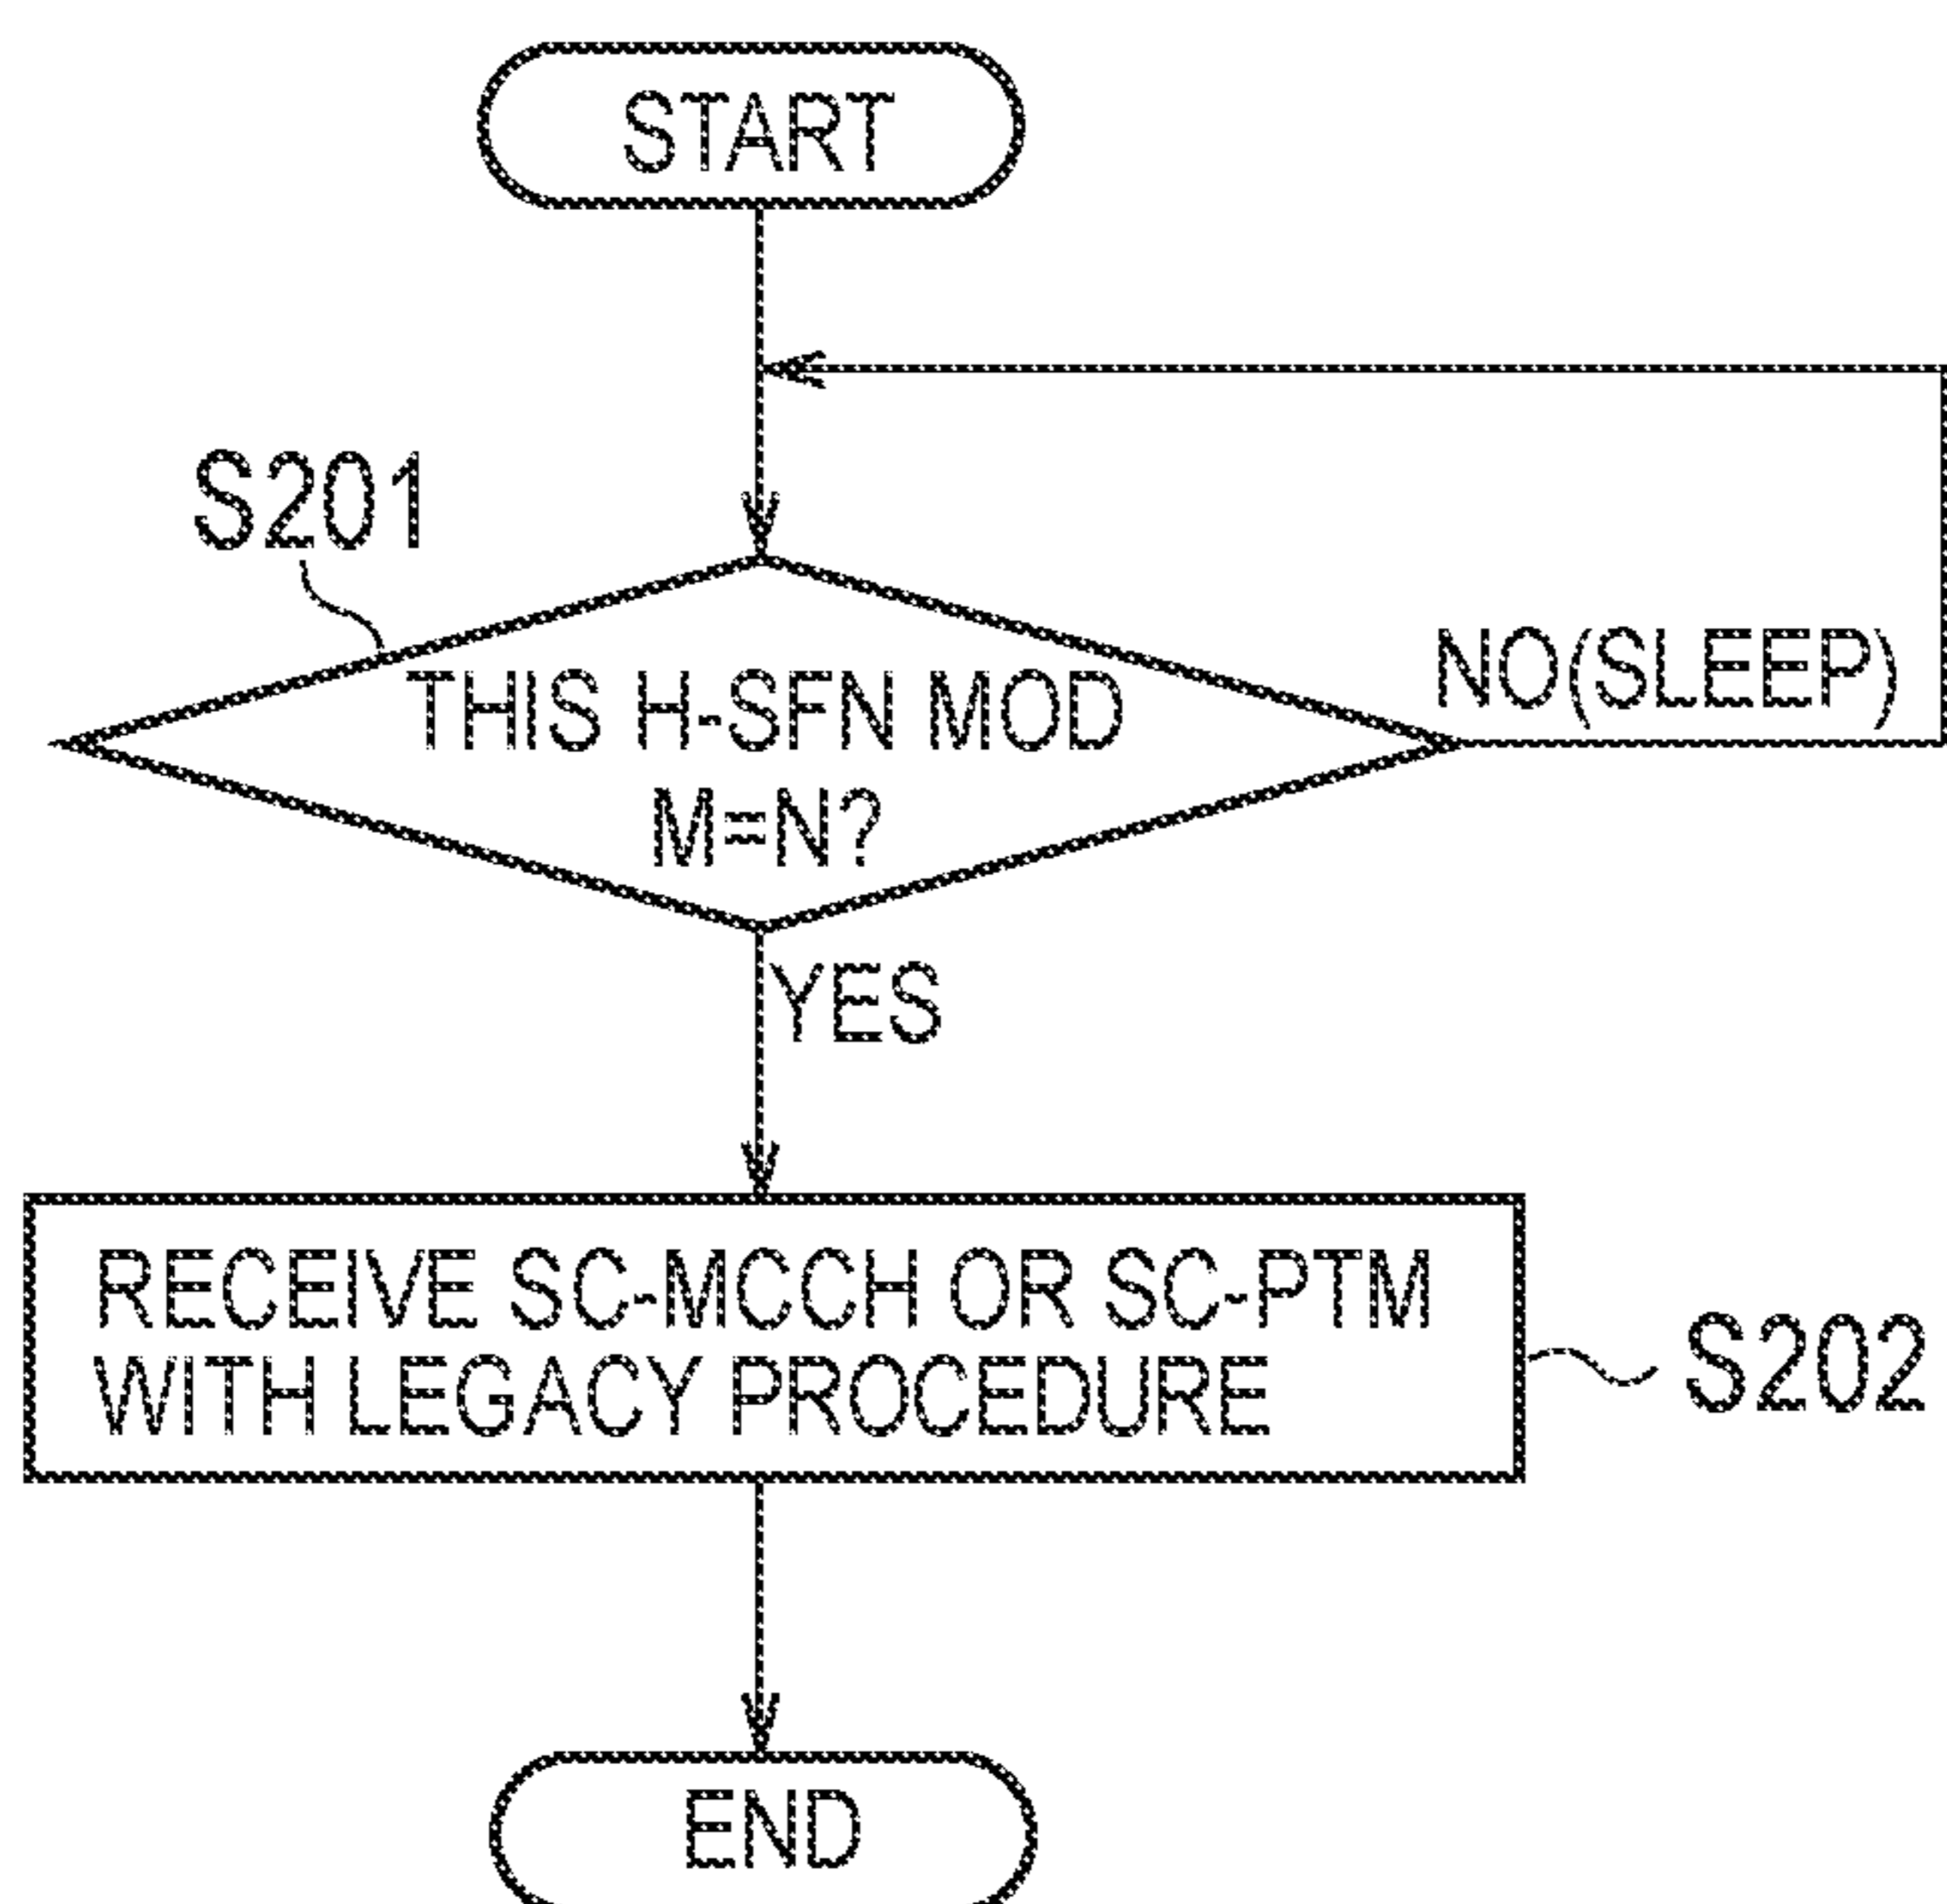 START
S201
THIS H-SFN MOD
M=N?
NO(SLEEP)
YES
RECEIVE SC-MCCH OR SC-PTM
WITH LEGACY PROCEDURE
S202
END